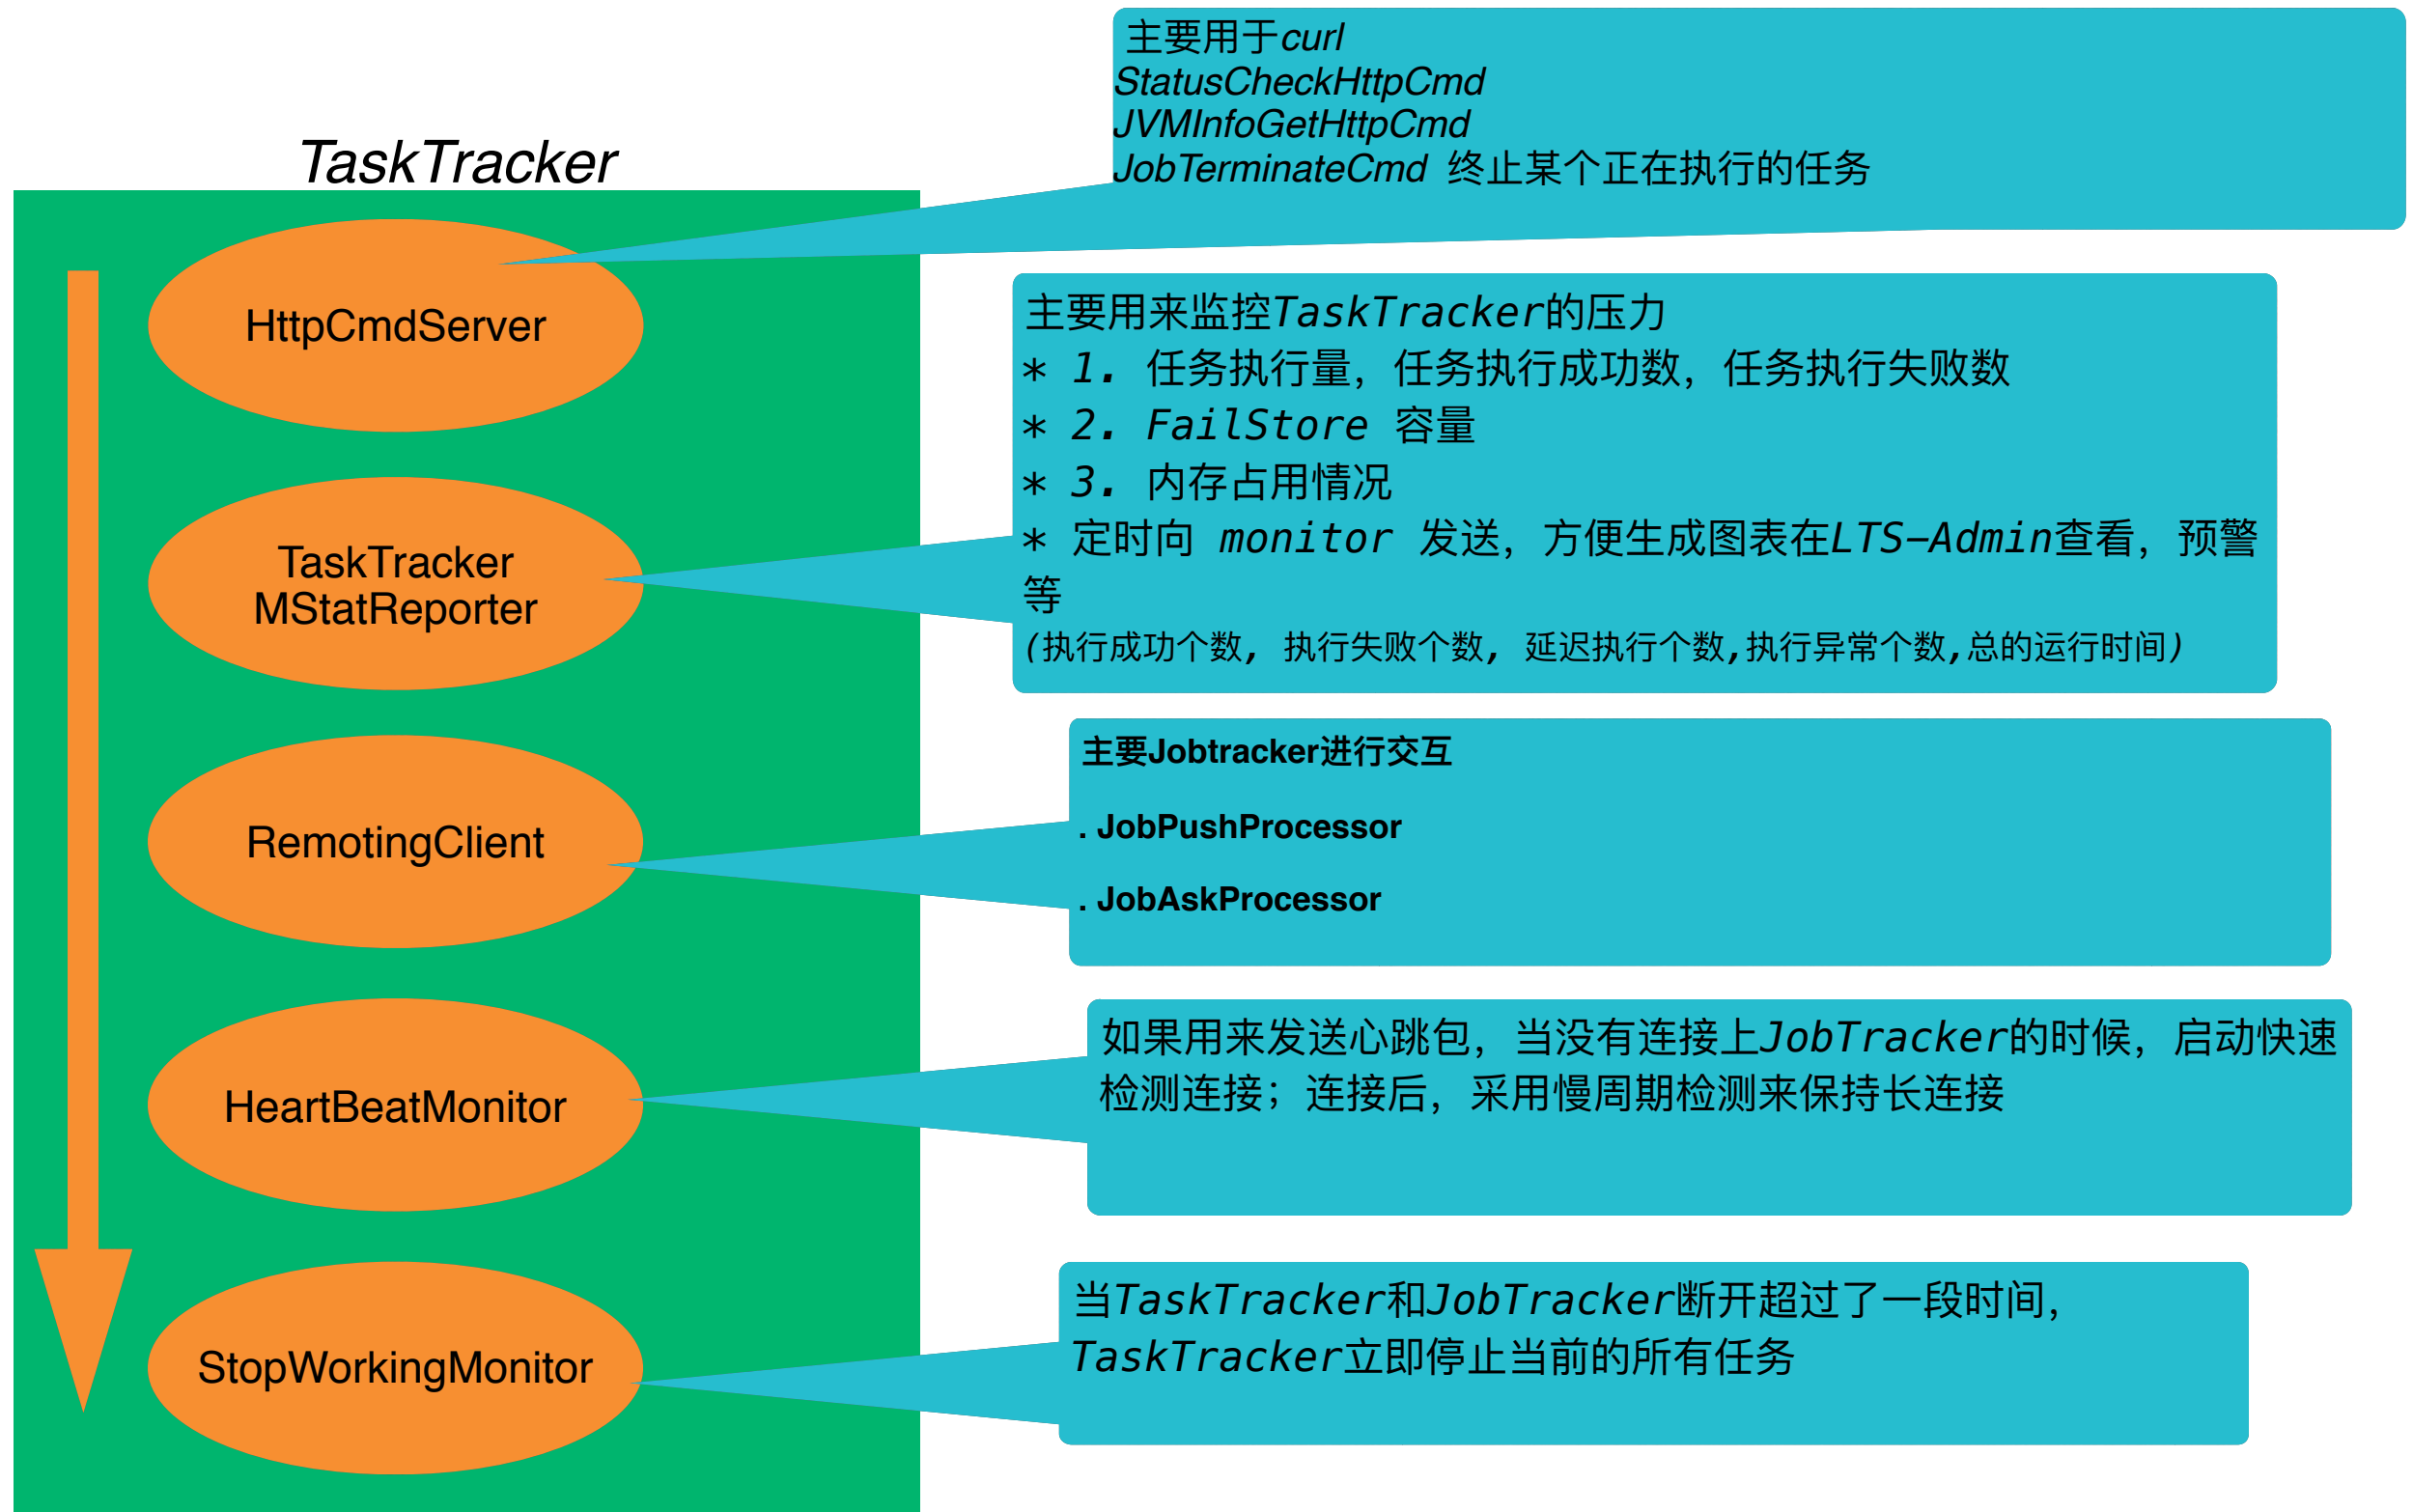 TaskTracker
主要用于curl
StatusCheckHttpCmd
JVMInfoGetHttpCmd
JobTerminateCmd 终止某个正在执行的任务
HttpCmdServer
主要用来监控TaskTracker的压力
* 1. 任务执行量，任务执行成功数，任务执行失败数
* 2. FailStore 容量
* 3. 内存占用情况
* 定时向 monitor 发送，方便生成图表在LTS-Admin查看，预警
等
(执行成功个数, 执行失败个数, 延迟执行个数,执行异常个数,总的运行时间)
TaskTracker
MStatReporter
主要Jobtracker进行交互
. JobPushProcessor
. JobAskProcessor
RemotingClient
如果用来发送心跳包，当没有连接上JobTracker的时候，启动快速
检测连接；连接后，采用慢周期检测来保持长连接
HeartBeatMonitor
当TaskTracker和JobTracker断开超过了一段时间，
TaskTracker立即停止当前的所有任务
StopWorkingMonitor